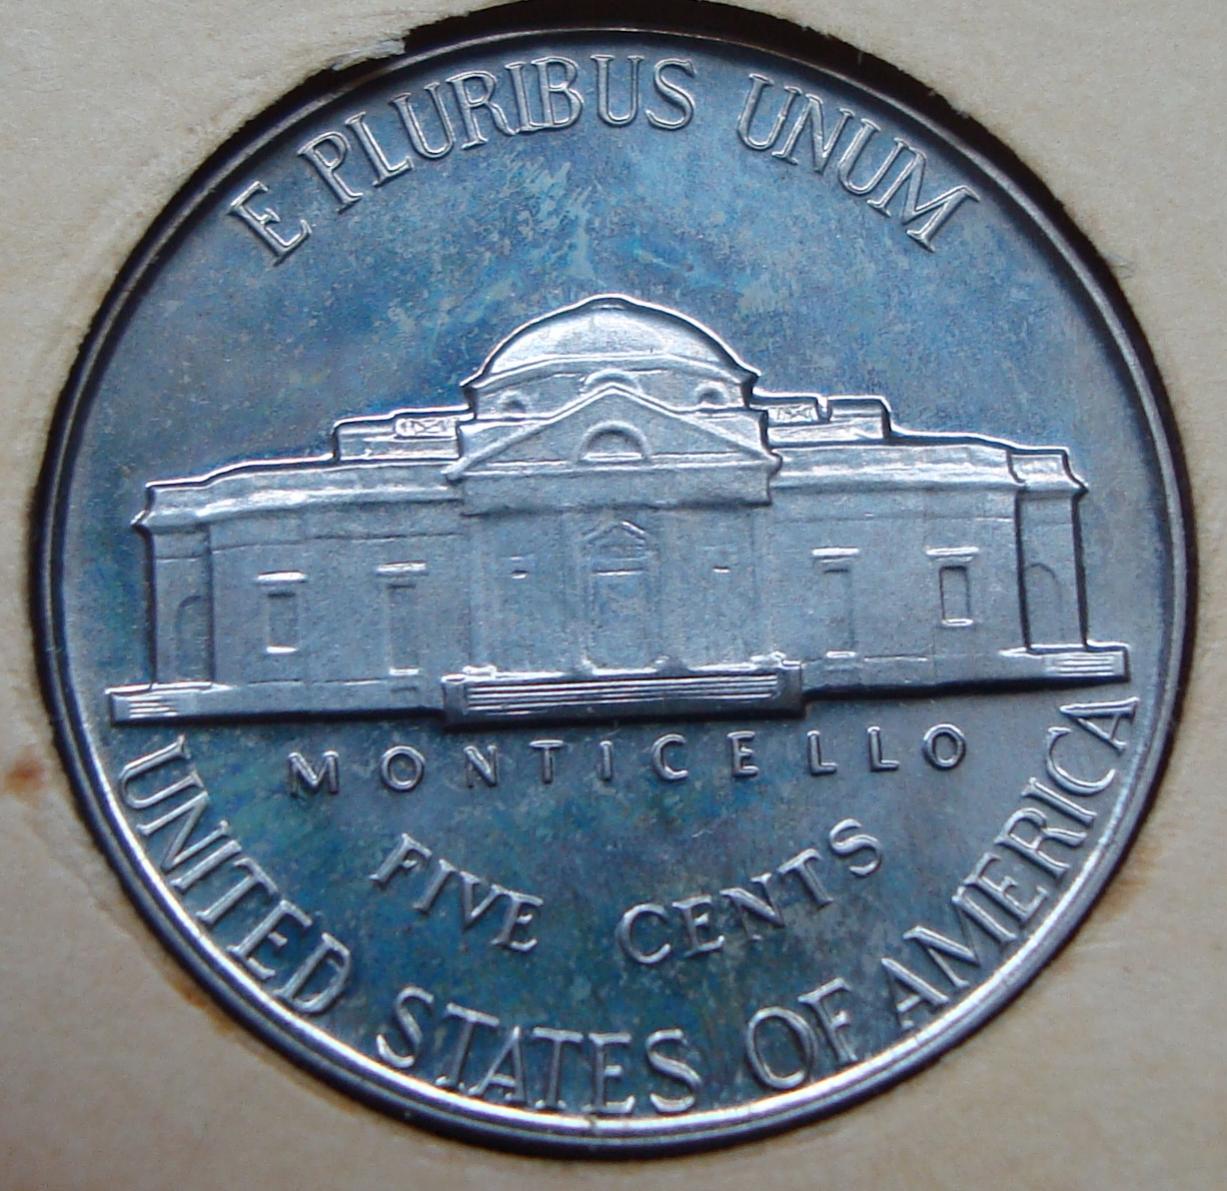 E PLURIBUS UNUM
MONTICELLO
FIVE CENTS
UNITED STATES OF AMERICA